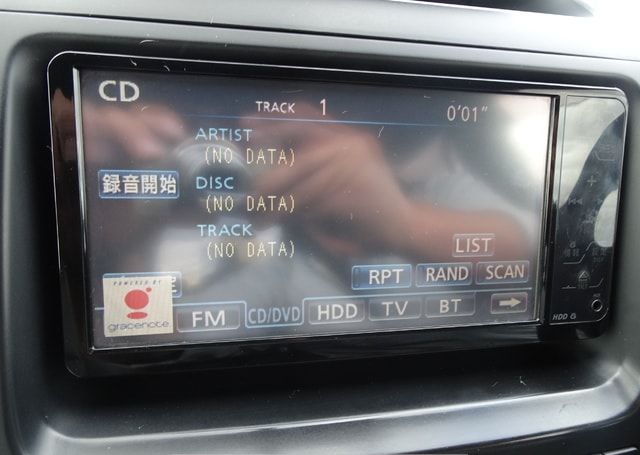 CD
TRACK 1 0'01"
ARTIST
(NO DATA)
録音開始
DISC
(NO DATA)
TRACK
(NO DATA)
LIST
RPT RAND SCAN
POWERED BY
gracenote
FM CD/DVD HDD TV BT
HDD